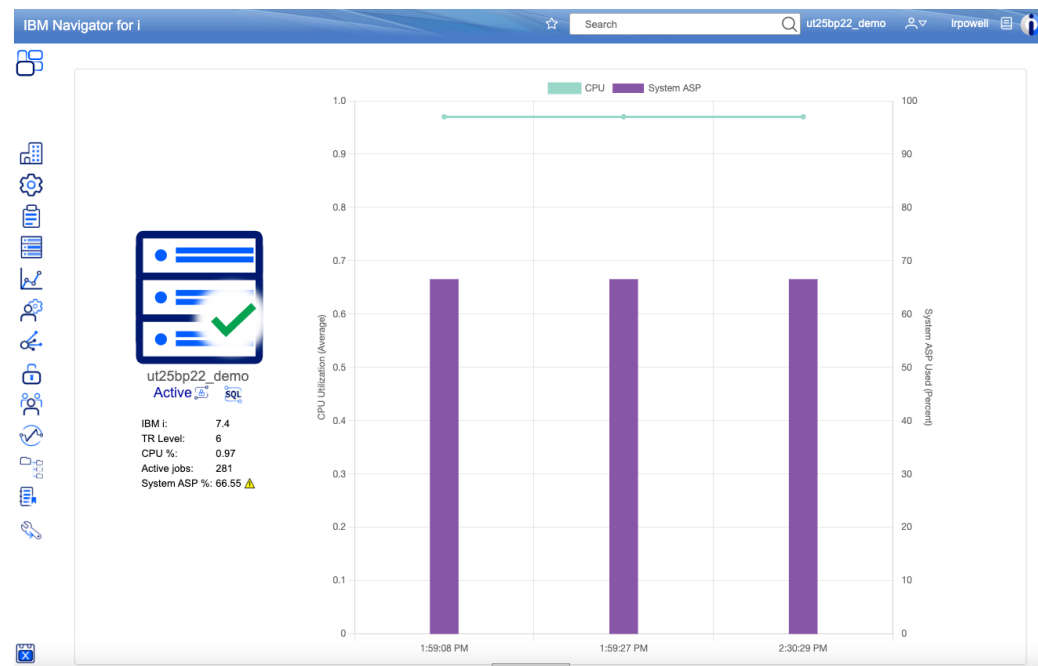 IBM Navigator for i
Search
ut25bp22_demo
lrpowell
i
CPU
System ASP
1.0
0.9
0.8
0.7
0.6
0.5
0.4
0.3
0.2
0.1
0
CPU Utilization (Average)
100
90
80
70
60
50
40
30
20
10
0
System ASP Used (Percent)
1:59:08 PM
1:59:27 PM
2:30:29 PM
ut25bp22_demo
Active
SQL
IBM i: 7.4
TR Level: 6
CPU %: 0.97
Active jobs: 281
System ASP %: 66.55